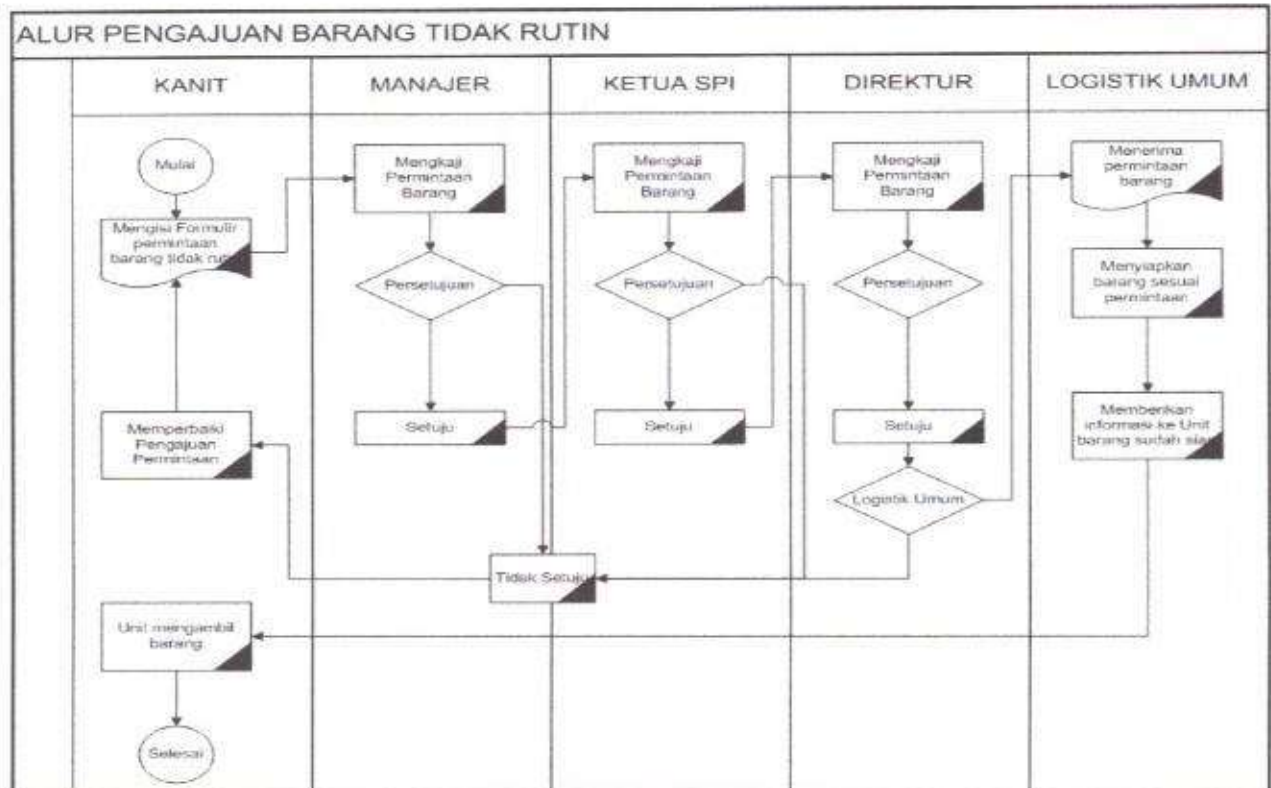 ALUR PENGAJUAN BARANG TIDAK RUTIN
KANIT
MANAJER
KETUA SPI
DIREKTUR
LOGISTIK UMUM
Mulai
Mengisi Formulir
permintaan
barang tidak
Mengkaji
Permintaan
Barang
Mengkaji
Permintaan
Barang
Mengkaji
Permintaan
Barang
Menerima
permintaan
barang
Persetujuan
Persetujuan
Persetujuan
Menyiapkan
barang sesuai
permintaan
Memperbaiki
Pengajuan
Permintaan
Setuju
Setuju
Setuju
Memberikan
informasi ke Unit
barang sudah
Logistik Umum
Tidak Setuju
Unit mengambil
barang
Selesai